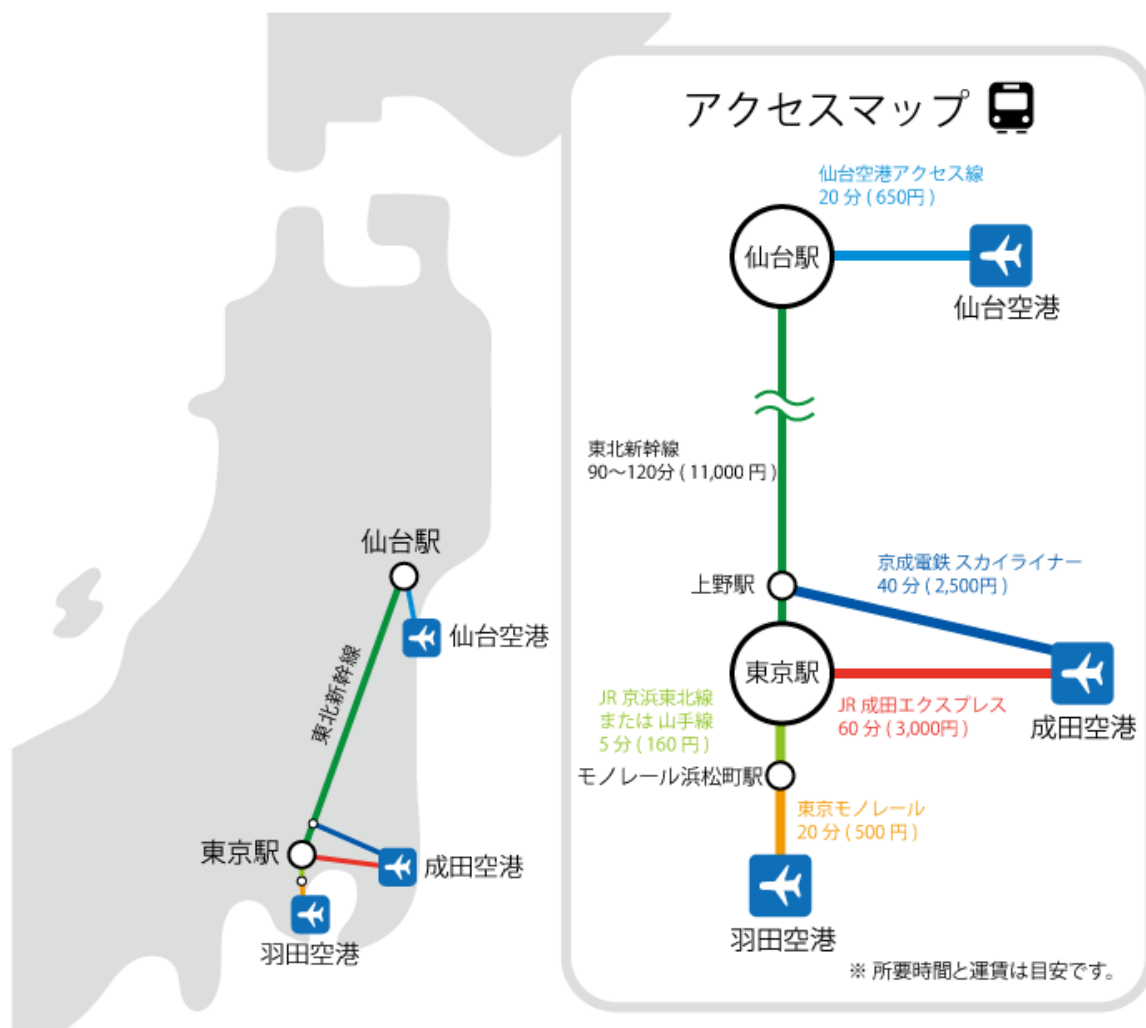 仙台駅
仙台空港
東北新幹線
東京駅
成田空港
羽田空港
アクセスマップ
仙台空港アクセス線
20 分 ( 650円 )
仙台駅
仙台空港
東北新幹線
90～120分 ( 11,000 円 )
京成電鉄 スカイライナー
40 分 ( 2,500円 )
上野駅
東京駅
JR 京浜東北線
または 山手線
5 分 ( 160 円 )
JR 成田エクスプレス
60 分 ( 3,000円 )
成田空港
モノレール浜松町駅
東京モノレール
20 分 ( 500 円 )
羽田空港
※ 所要時間と運賃は目安です。